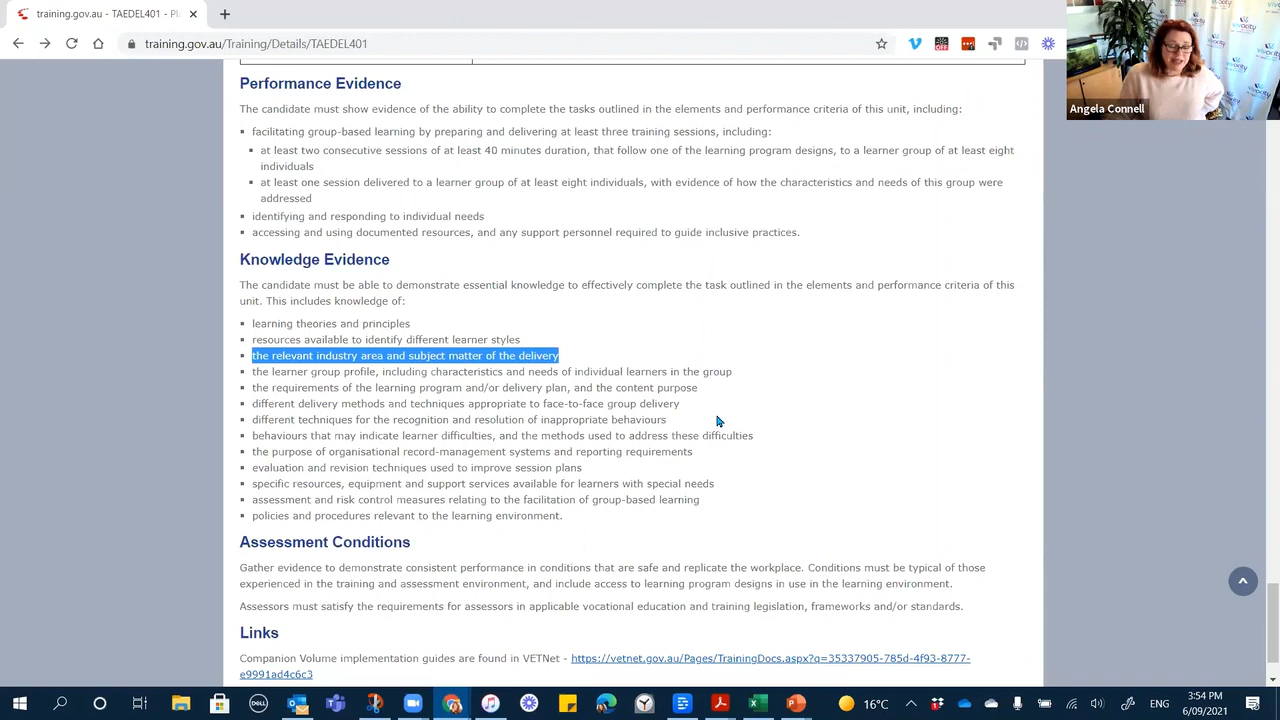 training.gov.au - TAEDEL401 - Pl
training.gov.au/Training/Details/TAEDEL401
OFF
vivacity
Angela Connell
Performance Evidence
The candidate must show evidence of the ability to complete the tasks outlined in the elements and performance criteria of this unit, including:
facilitating group-based learning by preparing and delivering at least three training sessions, including:
at least two consecutive sessions of at least 40 minutes duration, that follow one of the learning program designs, to a learner group of at least eight
individuals
at least one session delivered to a learner group of at least eight individuals, with evidence of how the characteristics and needs of this group were
addressed
identifying and responding to individual needs
accessing and using documented resources, and any support personnel required to guide inclusive practices.
Knowledge Evidence
The candidate must be able to demonstrate essential knowledge to effectively complete the task outlined in the elements and performance criteria of this
unit. This includes knowledge of:
learning theories and principles
resources available to identify different learner styles
the relevant industry area and subject matter of the delivery
the learner group profile, including characteristics and needs of individual learners in the group
the requirements of the learning program and/or delivery plan, and the content purpose
different delivery methods and techniques appropriate to face-to-face group delivery
different techniques for the recognition and resolution of inappropriate behaviours
behaviours that may indicate learner difficulties, and the methods used to address these difficulties
the purpose of organisational record-management systems and reporting requirements
evaluation and revision techniques used to improve session plans
specific resources, equipment and support services available for learners with special needs
assessment and risk control measures relating to the facilitation of group-based learning
policies and procedures relevant to the learning environment.
Assessment Conditions
Gather evidence to demonstrate consistent performance in conditions that are safe and replicate the workplace. Conditions must be typical of those
experienced in the training and assessment environment, and include access to learning program designs in use in the learning environment.
Assessors must satisfy the requirements for assessors in applicable vocational education and training legislation, frameworks and/or standards.
Links
Companion Volume implementation guides are found in VETNet - https://vetnet.gov.au/Pages/TrainingDocs.aspx?q=35337905-785d-4f93-8777-
e9991ad4c6c3
DELL
16°C
3:54 PM
6/09/2021